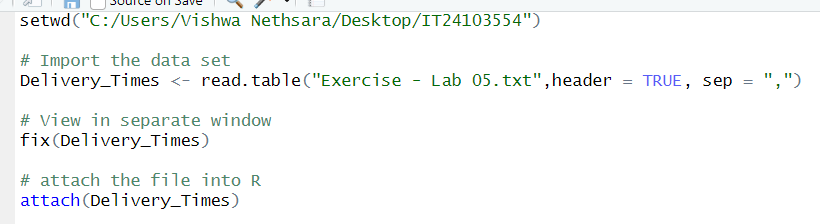 Source on Save
setwd("C:/Users/Vishwa Nethsara/Desktop/IT24103554")
# Import the data set
Delivery_Times <- read.table("Exercise - Lab 05.txt",header = TRUE, sep = ",")
# View in separate window
fix(Delivery_Times)
# attach the file into R
attach(Delivery_Times)